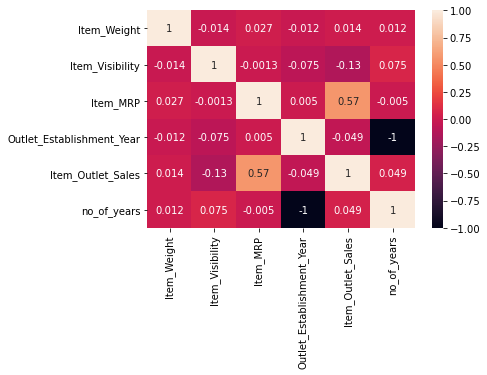 Item_Weight 1 -0.014 0.027 -0.012 0.014 0.012
Item_Visibility -0.014 1 -0.0013 -0.075 -0.13 0.075
Item_MRP 0.027 -0.0013 1 0.005 0.57 -0.005
Outlet_Establishment_Year -0.012 -0.075 0.005 1 -0.049 -1
Item_Outlet_Sales 0.014 -0.13 0.57 -0.049 1 0.049
no_of_years 0.012 0.075 -0.005 -1 0.049 1
Item_Weight
Item_Visibility
Item_MRP
Outlet_Establishment_Year
Item_Outlet_Sales
no_of_years
1.00
0.75
0.50
0.25
0.00
-0.25
-0.50
-0.75
-1.00